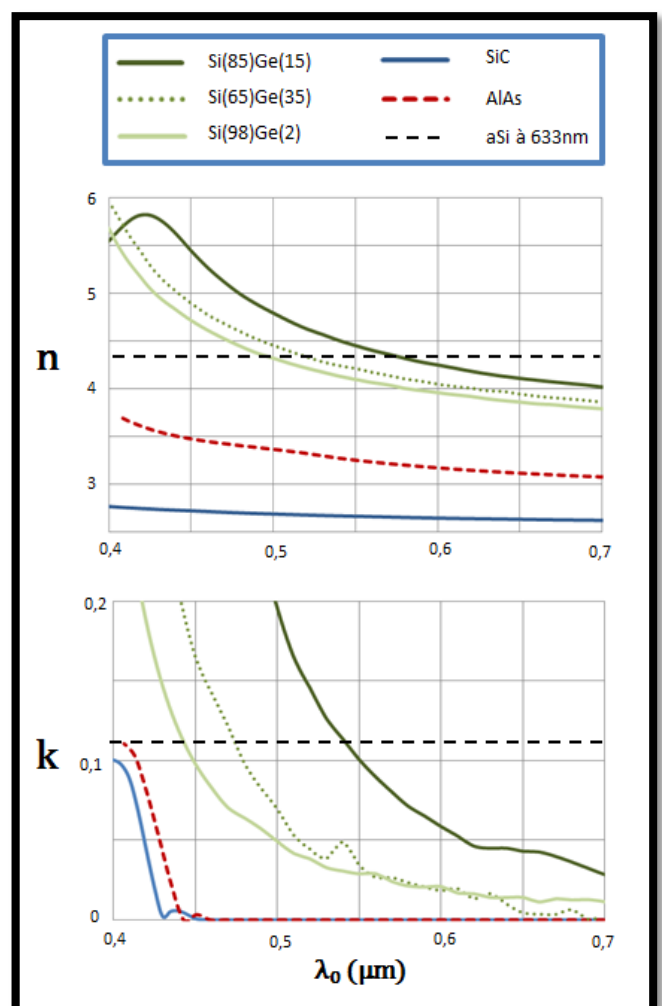 Si(85)Ge(15)
SiC
Si(65)Ge(35)
AlAs
Si(98)Ge(2)
aSi à 633nm
6
5
n
4
3
0,4
0,5
0,6
0,7
0,2
k
0,1
0
0,4
0,5
0,6
0,7
λ₀ (μm)